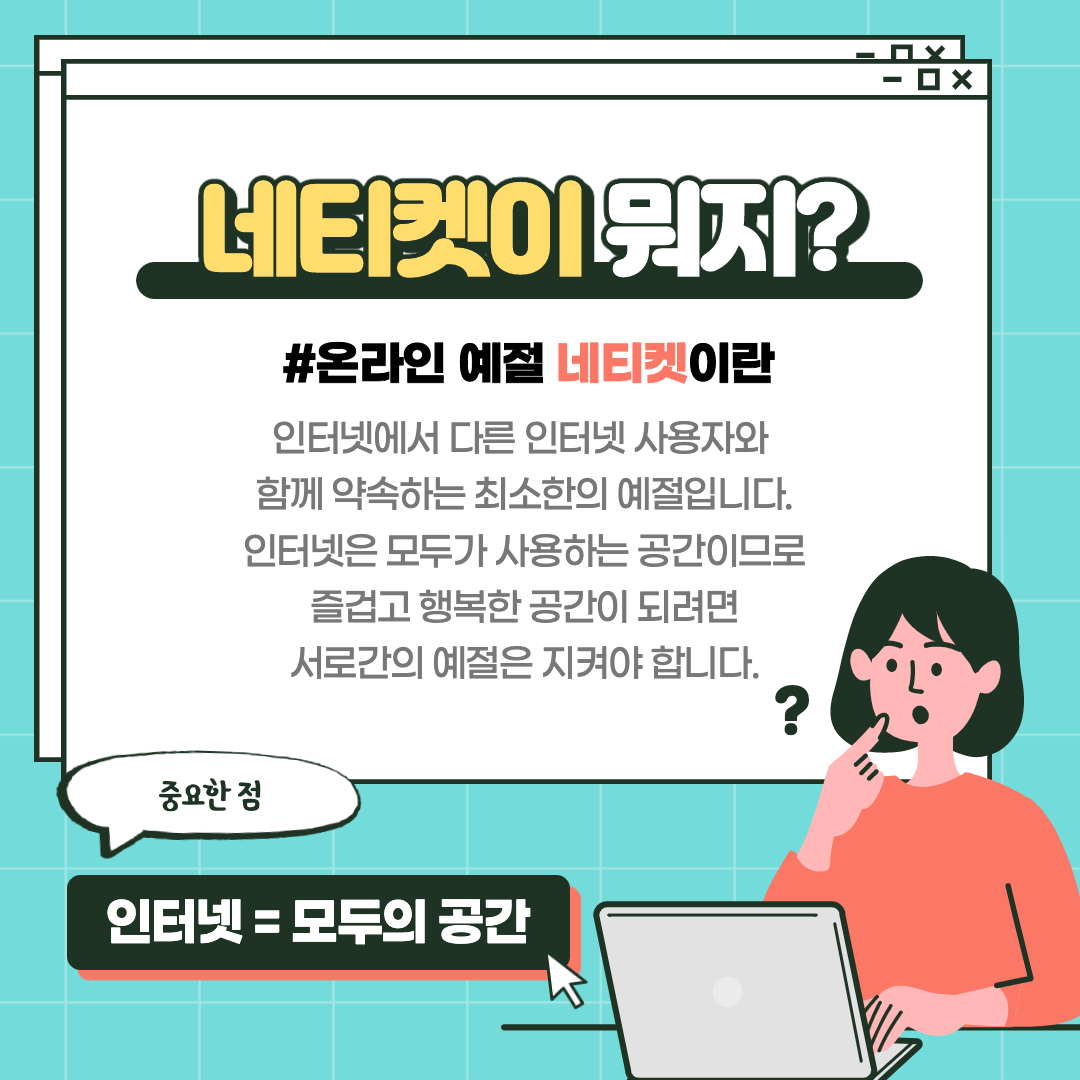 네티켓이 뭐지?
#온라인 예절 네티켓이란
인터넷에서 다른 인터넷 사용자와
함께 약속하는 최소한의 예절입니다.
인터넷은 모두가 사용하는 공간이므로
즐겁고 행복한 공간이 되려면
서로간의 예절은 지켜야 합니다.
?
중요한 점
인터넷 = 모두의 공간